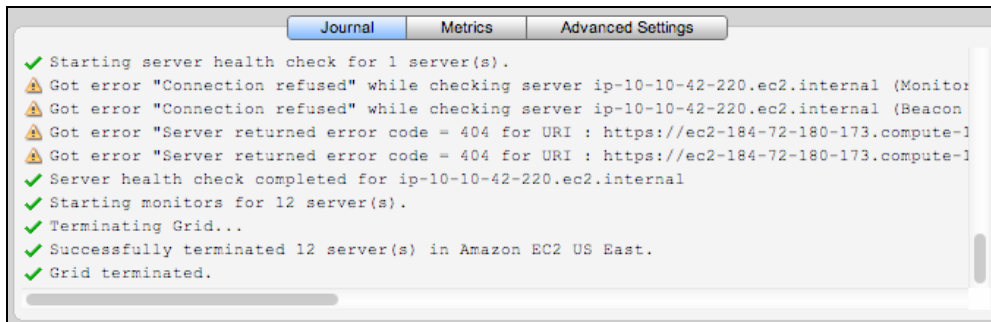 Journal Metrics Advanced Settings
Starting server health check for 1 server(s).
Got error "Connection refused" while checking server ip-10-10-42-220.ec2.internal (Monitor
Got error "Connection refused" while checking server ip-10-10-42-220.ec2.internal (Beacon
Got error "Server returned error code = 404 for URI : https://ec2-184-72-180-173.compute-1
Got error "Server returned error code = 404 for URI : https://ec2-184-72-180-173.compute-1
Server health check completed for ip-10-10-42-220.ec2.internal
Starting monitors for 12 server(s).
Terminating Grid...
Successfully terminated 12 server(s) in Amazon EC2 US East.
Grid terminated.